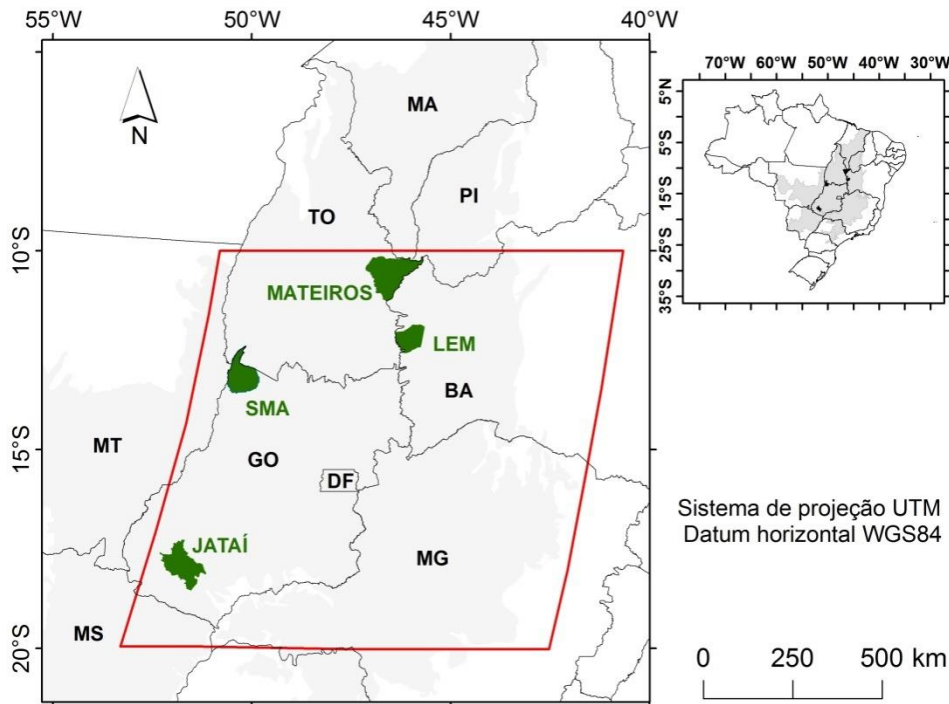 55°W 50°W 45°W 40°W
N
MA
PI
TO
10°S
MATEIROS
LEM
BA
SMA
MT
15°S
GO
DF
JATAÍ
MG
MS
20°S
70°W 60°W 50°W 40°W 30°W
5°N
5°S
15°S
25°S
35°S
Sistema de projeção UTM
Datum horizontal WGS84
0 250 500 km